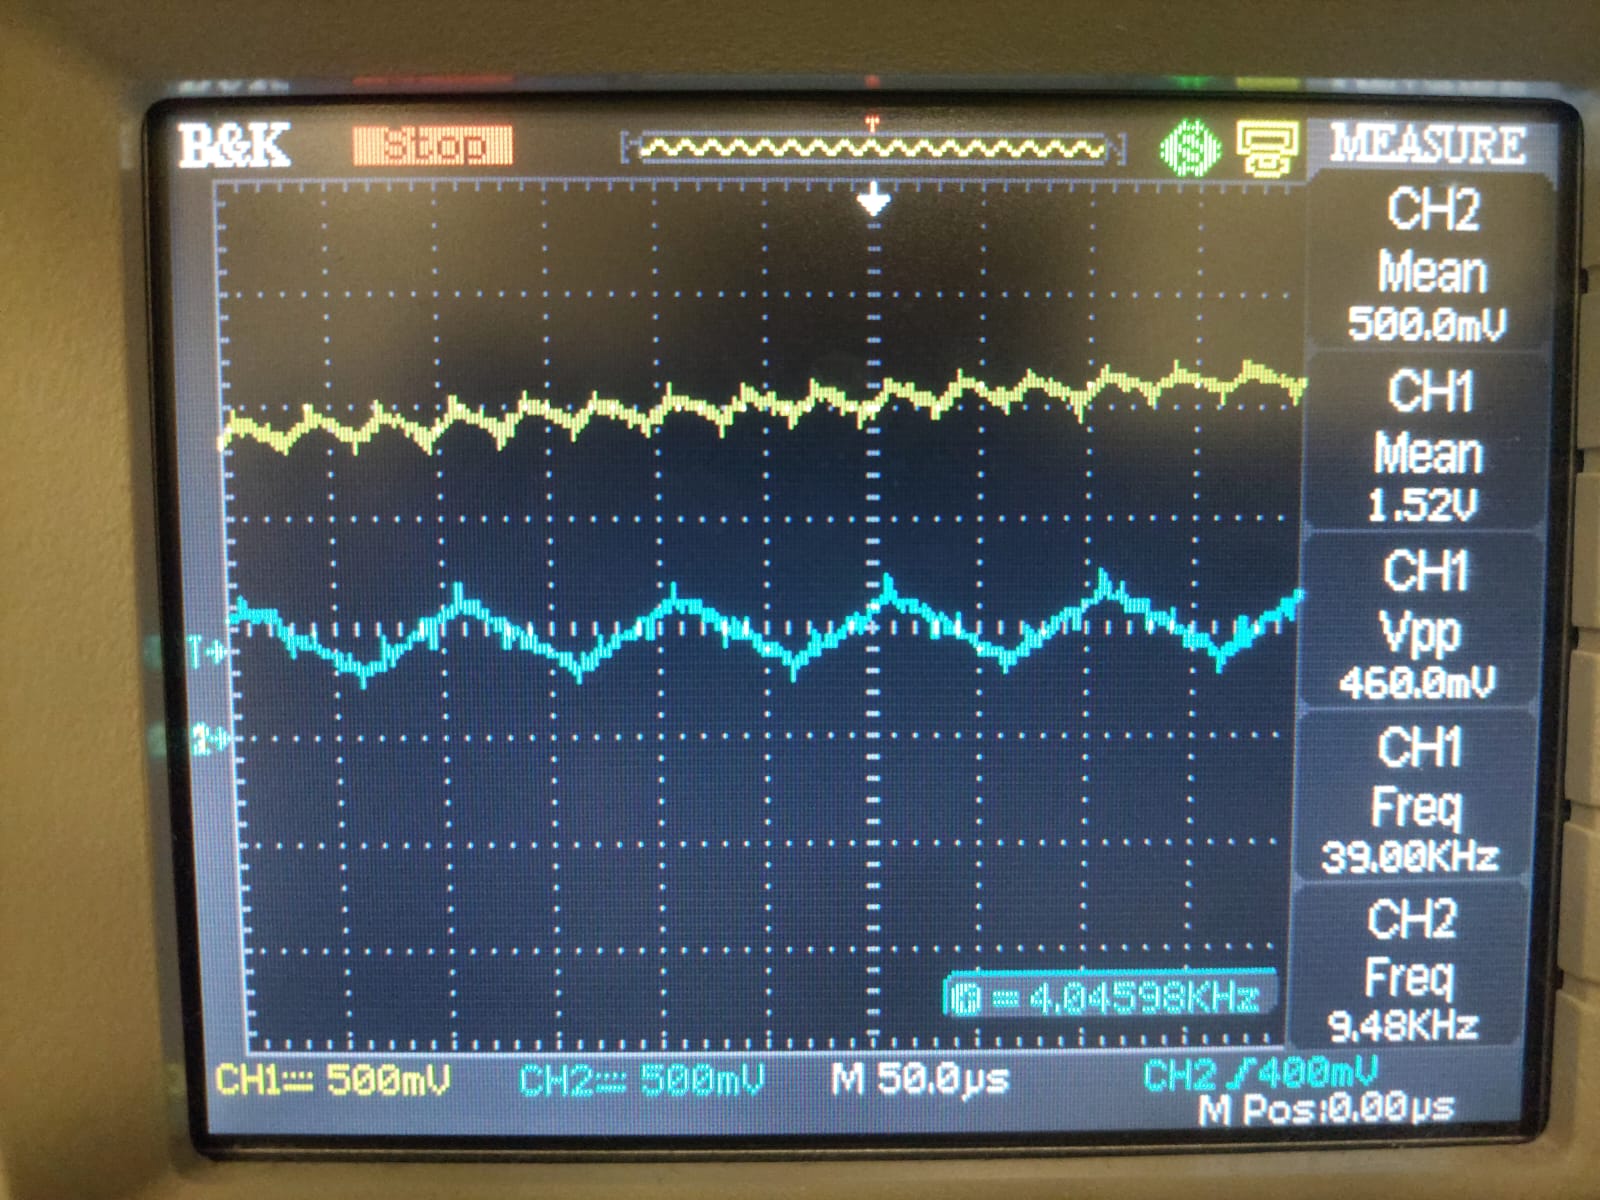 B&K Stop T MEASURE
CH2
Mean
500.0mV
CH1
Mean
1.52V
CH1
Vpp
460.0mV
CH1
Freq
39.00KHz
CH2
Freq
9.48KHz
T
2
= 4.04598KHz
CH1 500mV CH2 500mV M 50.0µs CH2 400mV
M Pos:0.00µs